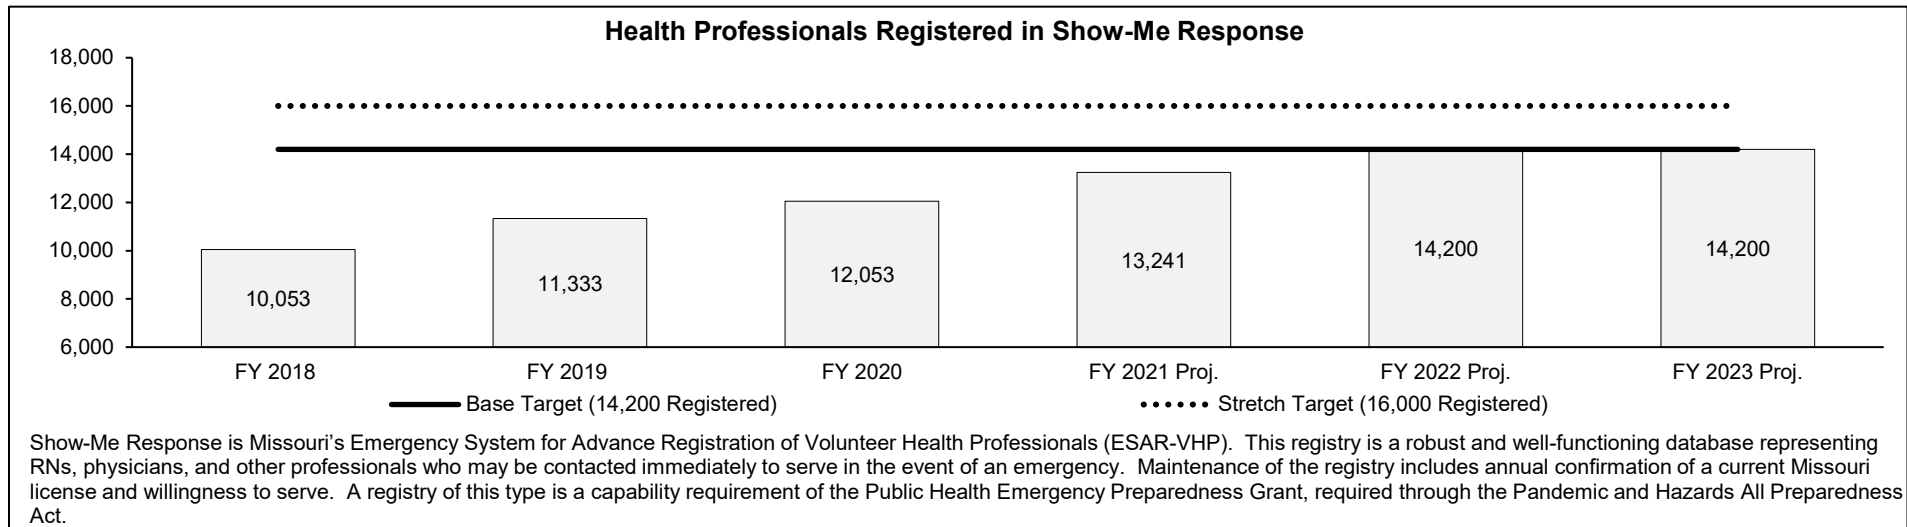 Health Professionals Registered in Show-Me Response
18,000
16,000
14,000
12,000
10,000
8,000
6,000
10,053
11,333
12,053
13,241
14,200
14,200
FY 2018
FY 2019
FY 2020
FY 2021 Proj.
FY 2022 Proj.
FY 2023 Proj.
Base Target (14,200 Registered)
Stretch Target (16,000 Registered)
Show-Me Response is Missouri’s Emergency System for Advance Registration of Volunteer Health Professionals (ESAR-VHP).  This registry is a robust and well-functioning database representing
RNs, physicians, and other professionals who may be contacted immediately to serve in the event of an emergency.  Maintenance of the registry includes annual confirmation of a current Missouri
license and willingness to serve.  A registry of this type is a capability requirement of the Public Health Emergency Preparedness Grant, required through the Pandemic and Hazards All Preparedness
Act.